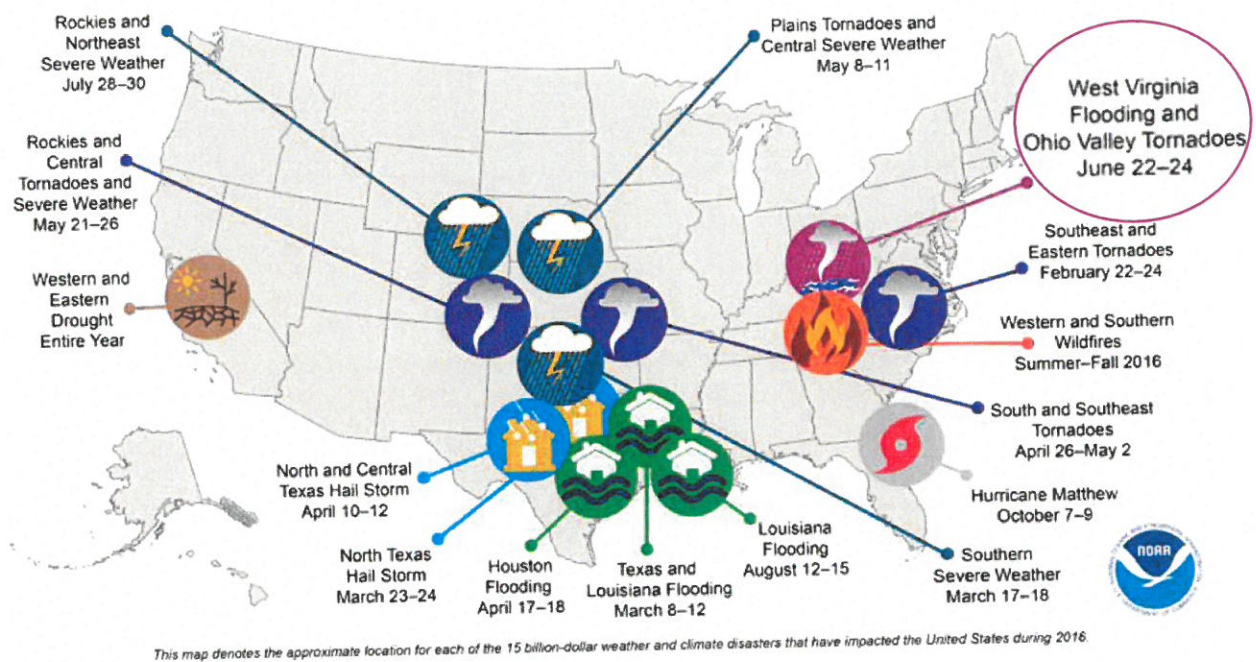 Rockies and
Northeast
Severe Weather
July 28–30
Plains Tornadoes and
Central Severe Weather
May 8–11
West Virginia
Flooding and
Ohio Valley Tornadoes
June 22–24
Rockies and
Central
Tornadoes and
Severe Weather
May 21–26
Southeast and
Eastern Tornadoes
February 22–24
Western and
Eastern
Drought
Entire Year
Western and Southern
Wildfires
Summer–Fall 2016
South and Southeast
Tornadoes
April 26–May 2
North and Central
Texas Hail Storm
April 10–12
Hurricane Matthew
October 7–9
North Texas
Hail Storm
March 23–24
Houston
Flooding
April 17–18
Texas and
Louisiana Flooding
March 8–12
Louisiana
Flooding
August 12–15
Southern
Severe Weather
March 17–18
NOAA
This map denotes the approximate location for each of the 15 billion-dollar weather and climate disasters that have impacted the United States during 2016.